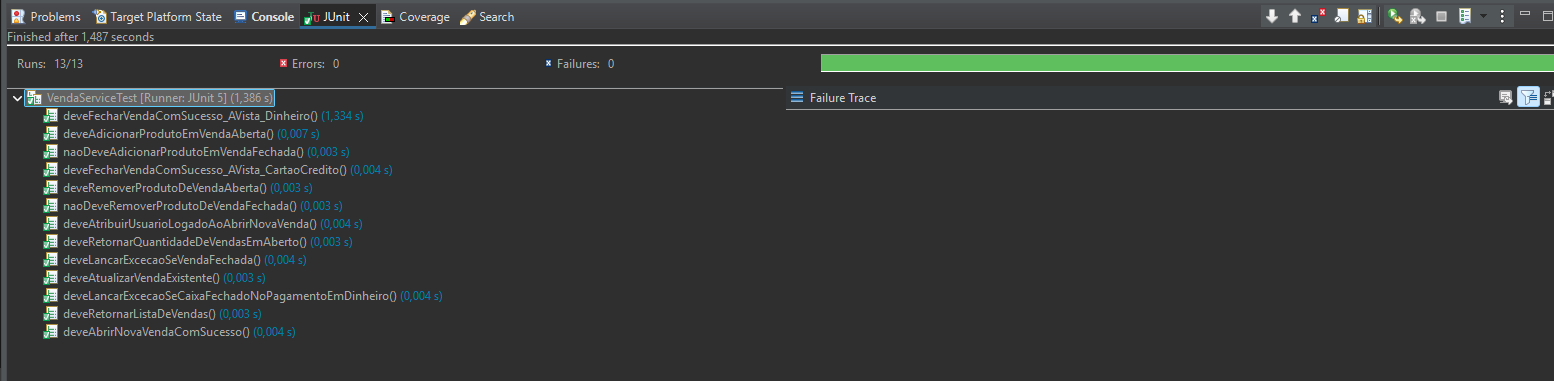 Problems Target Platform State Console JUnit Coverage Search
Finished after 1,487 seconds
Runs: 13/13 Errors: 0 Failures: 0
VendaServiceTest [Runner: JUnit 5] (1,386 s)
Failure Trace
deveFecharVendaComSucesso_AVista_Dinheiro() (1,334 s)
deveAdicionarProdutoEmVendaAberta() (0,007 s)
naoDeveAdicionarProdutoEmVendaFechada() (0,003 s)
deveFecharVendaComSucesso_AVista_CartaoCredito() (0,004 s)
deveRemoverProdutoDeVendaAberta() (0,003 s)
naoDeveRemoverProdutoDeVendaFechada() (0,003 s)
deveAtribuirUsuarioLogadoAoAbrirNovaVenda() (0,004 s)
deveRetornarQuantidadeDeVendasEmAberto() (0,003 s)
deveLancarExcecaoSeVendaFechada() (0,004 s)
deveAtualizarVendaExistente() (0,003 s)
deveLancarExcecaoSeCaixaFechadoNoPagamentoEmDinheiro() (0,004 s)
deveRetornarListaDeVendas() (0,003 s)
deveAbrirNovaVendaComSucesso() (0,004 s)